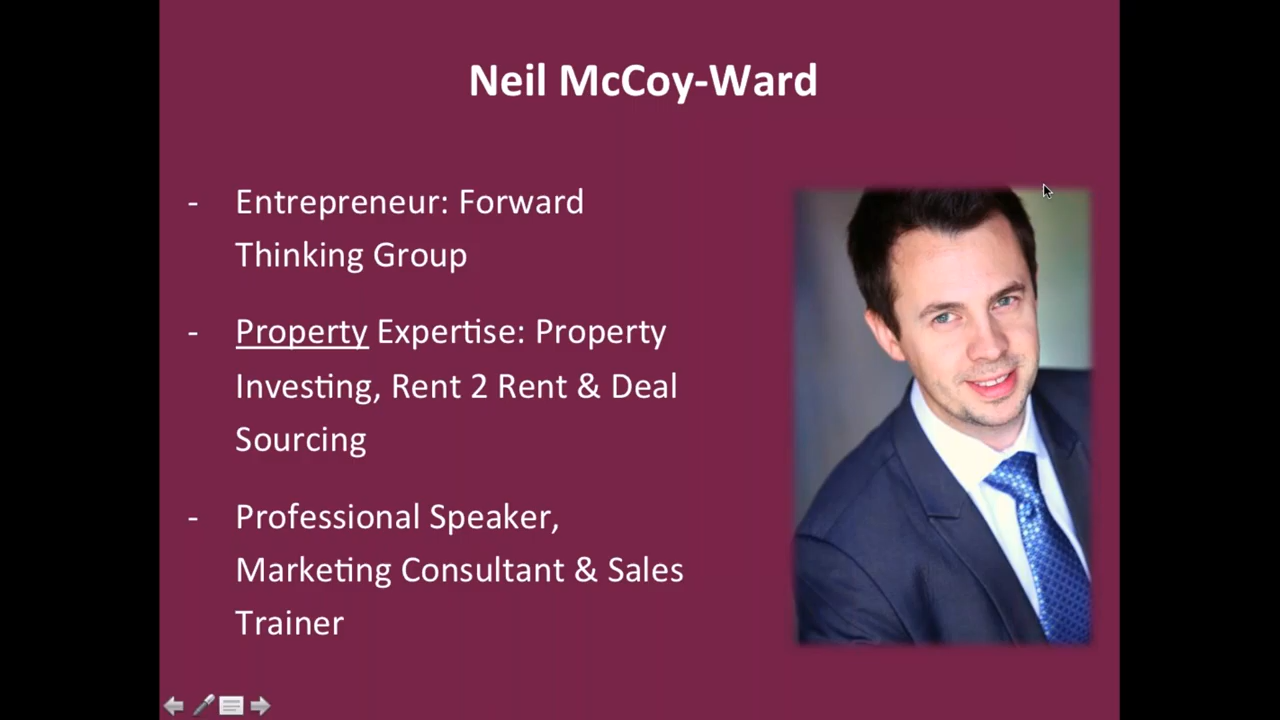 Neil McCoy-Ward
- Entrepreneur: Forward
Thinking Group
- Property Expertise: Property
Investing, Rent 2 Rent & Deal
Sourcing
- Professional Speaker,
Marketing Consultant & Sales
Trainer